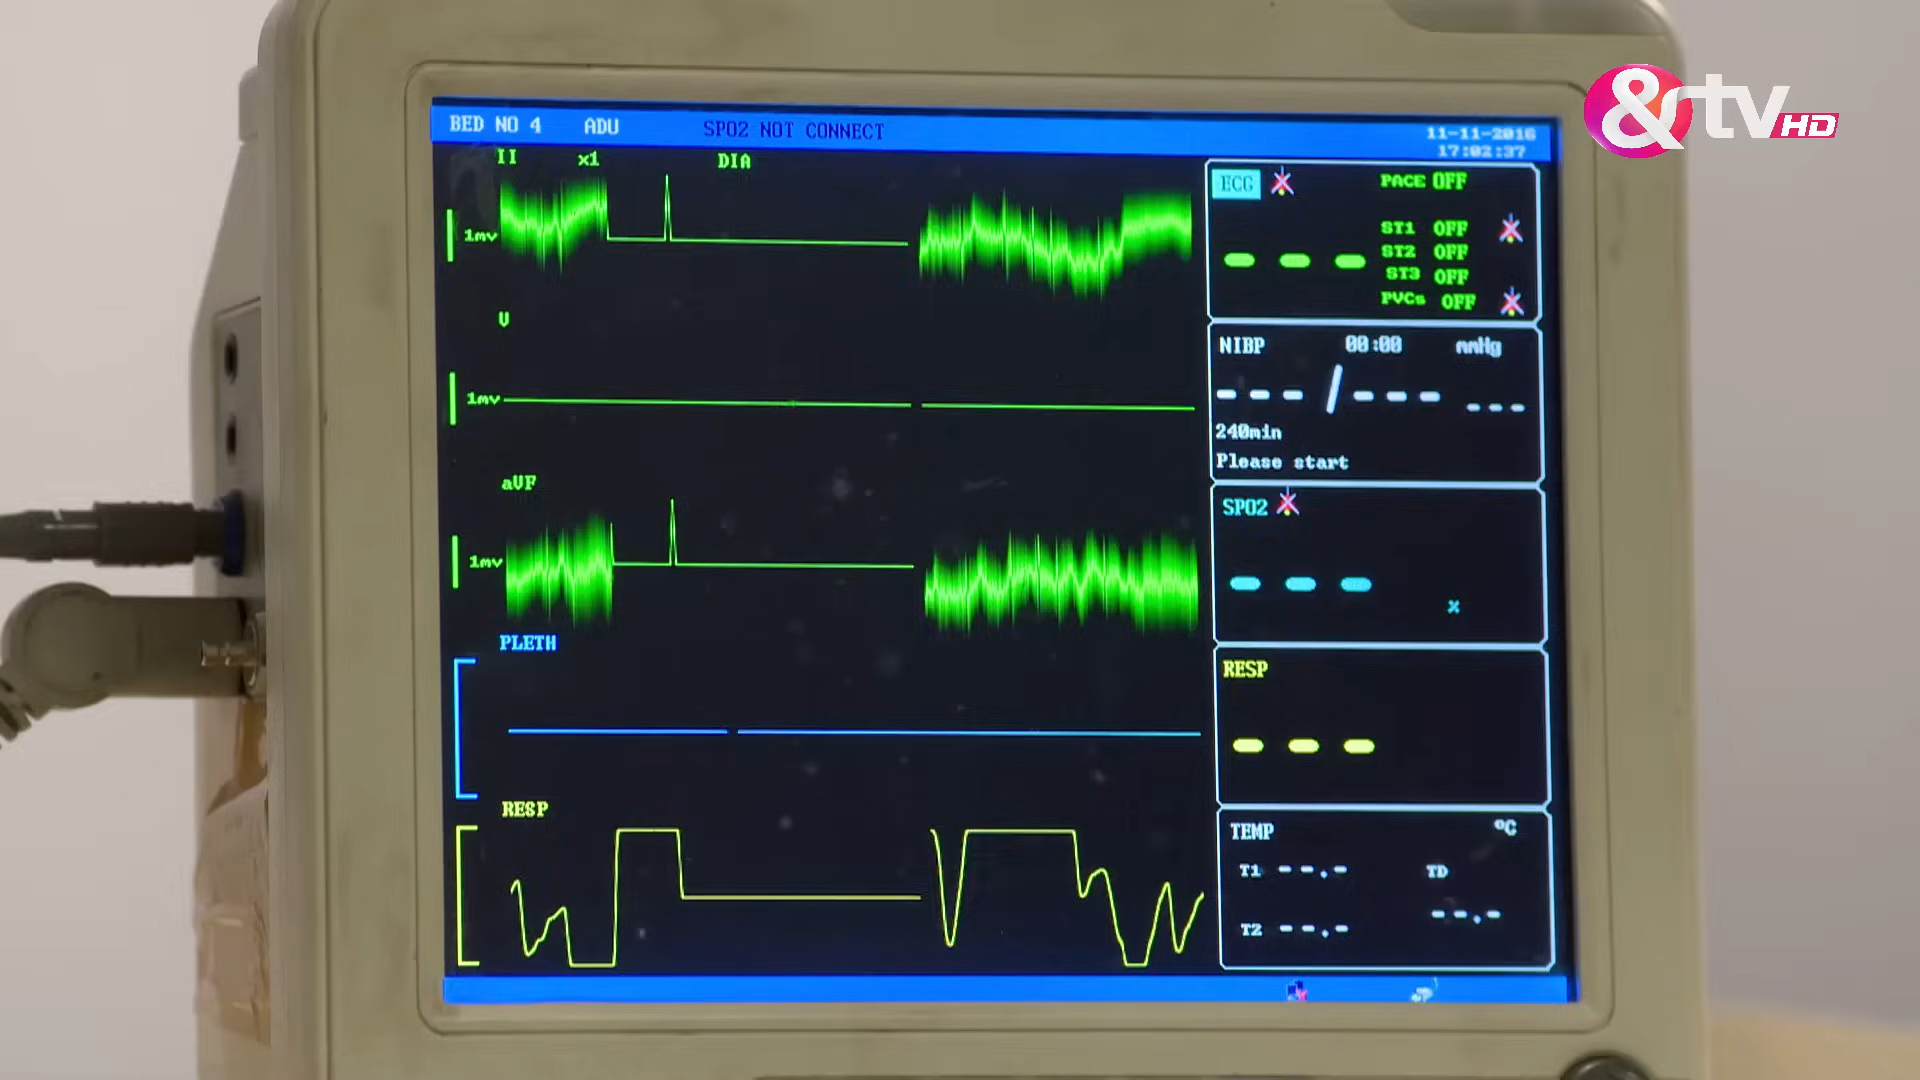 &tv HD
BED NO 4 ADU SPO2 NOT CONNECT 11-11-2016
17:02:37
II x1 DIA
1mv
V
1mv
aVF
1mv
PLETH
RESP
ECG PACE OFF
ST1 OFF
ST2 OFF
ST3 OFF
PVCs OFF
NIBP 00:00 mmHg
--- / --- ---
240min
Please start
SPO2
--- %
RESP
---
TEMP °C
T1 --.- TD
T2 --.- --.-